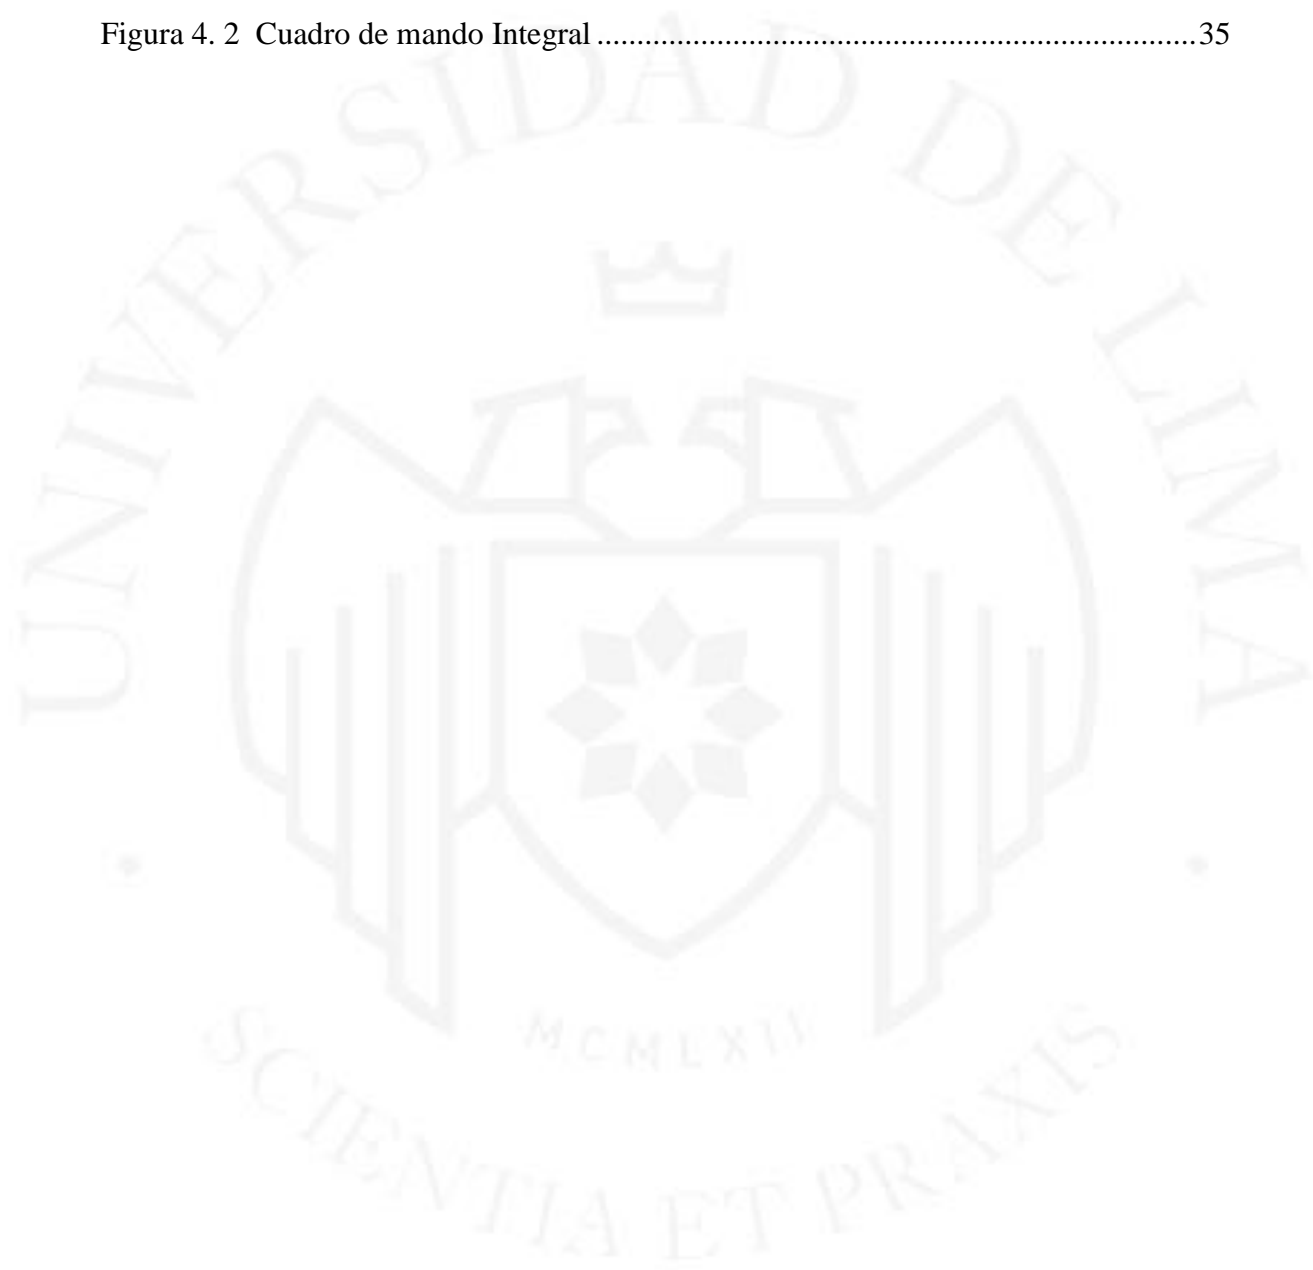 Figura 4. 2  Cuadro de mando Integral ........................................................................... 35
UNIVERSIDAD DE LIMA
MCMLXII
SCIENTIA ET PRAXIS